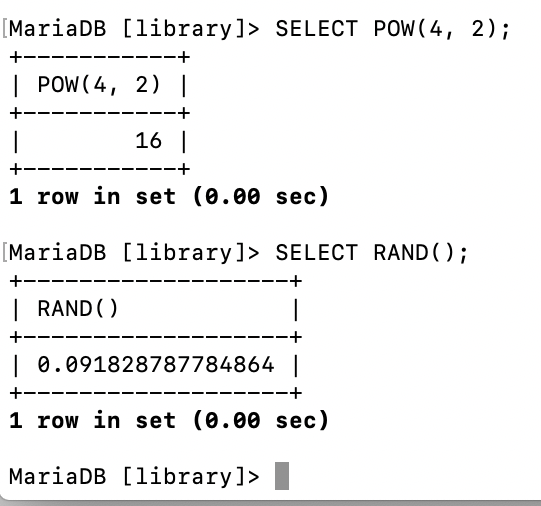 [MariaDB [library]> SELECT POW(4, 2);
+-----------+
| POW(4, 2) |
+-----------+
|        16 |
+-----------+
1 row in set (0.00 sec)
[MariaDB [library]> SELECT RAND();
+-------------------+
| RAND()            |
+-------------------+
| 0.091828787784864 |
+-------------------+
1 row in set (0.00 sec)
MariaDB [library]>